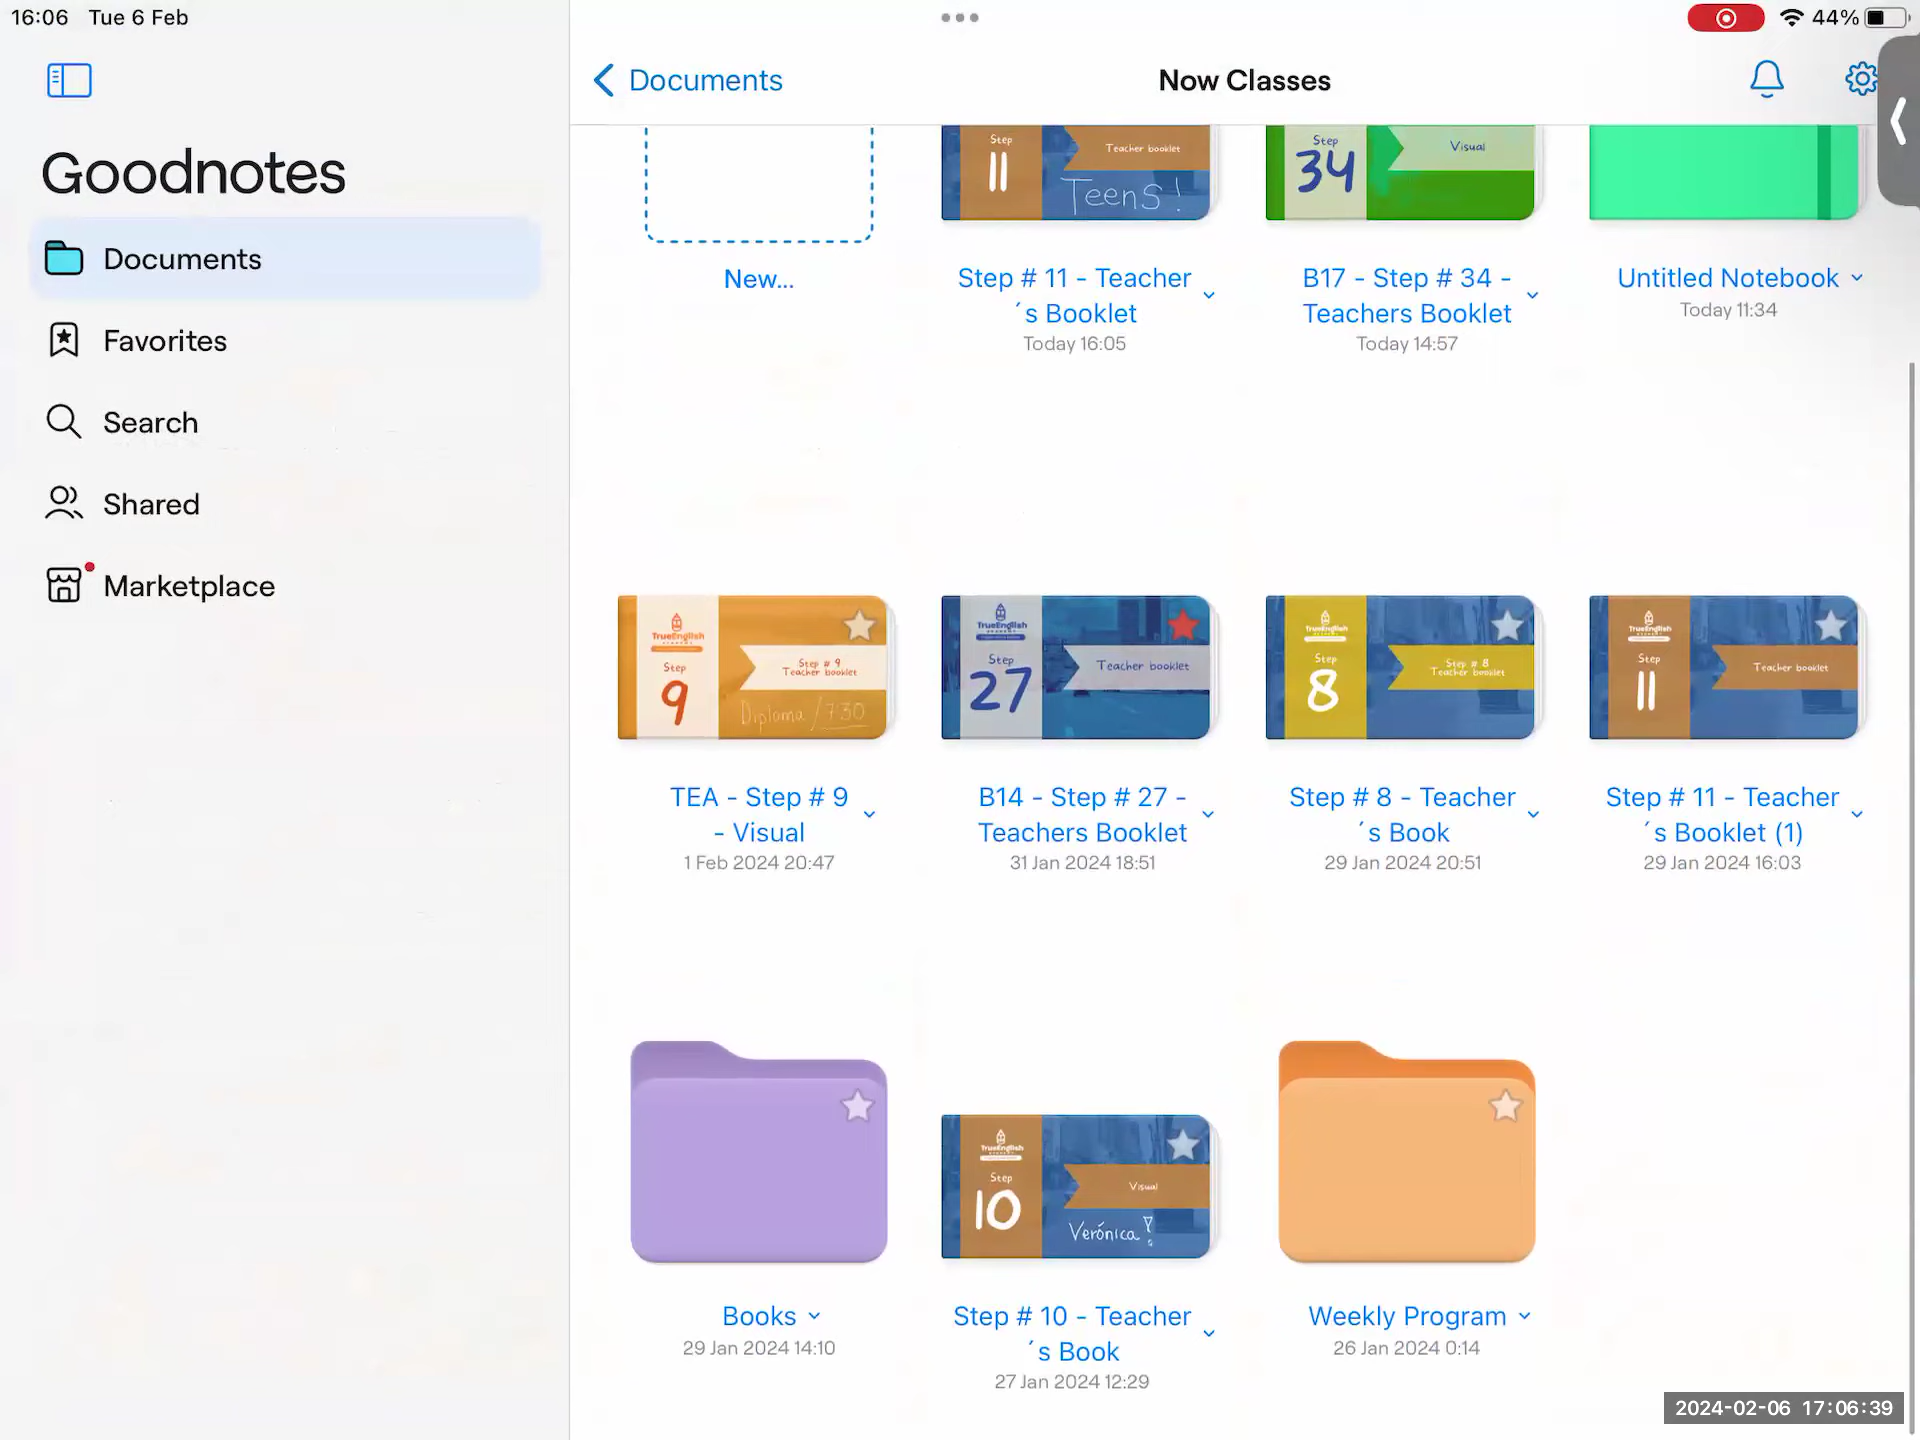 16:06 Tue 6 Feb
44%
Goodnotes
Documents
Favorites
Search
Shared
Marketplace
Documents
Now Classes
New...
Step
11
Teacher booklet
Teens!
Step # 11 - Teacher
´s Booklet
Today 16:05
Step
34
Visual
B17 - Step # 34 -
Teachers Booklet
Today 14:57
Untitled Notebook
Today 11:34
TrueEnglish
Step
9
Step # 9
Teacher booklet
Diploma / 730
TEA - Step # 9
- Visual
1 Feb 2024 20:47
TrueEnglish
ACADEMY
Step
27
Teacher booklet
B14 - Step # 27 -
Teachers Booklet
31 Jan 2024 18:51
TrueEnglish
Step
8
Step # 8
Teacher booklet
Step # 8 - Teacher
´s Book
29 Jan 2024 20:51
TrueEnglish
Step
11
Teacher booklet
Step # 11 - Teacher
´s Booklet (1)
29 Jan 2024 16:03
Books
29 Jan 2024 14:10
TrueEnglish
Step
10
Visual
Verónica!
Step # 10 - Teacher
´s Book
27 Jan 2024 12:29
Weekly Program
26 Jan 2024 0:14
2024-02-06 17:06:39